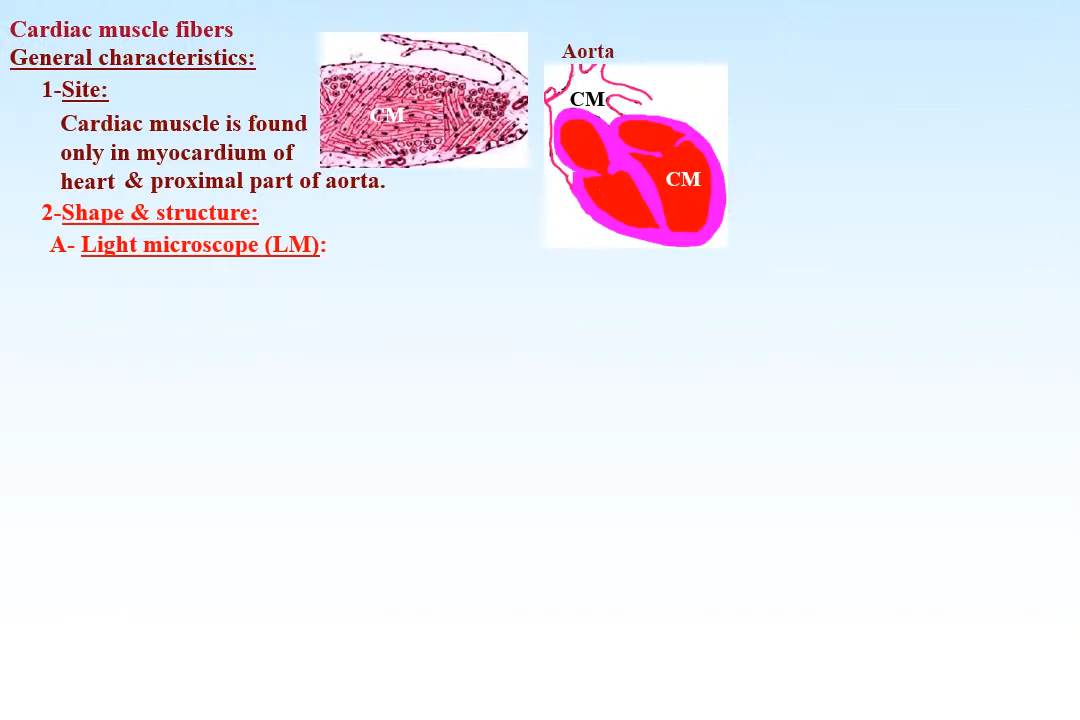 Cardiac muscle fibers
General characteristics:
1-Site:
Cardiac muscle is found
only in myocardium of
heart & proximal part of aorta.
2-Shape & structure:
A- Light microscope (LM):
CM
Aorta
CM
CM